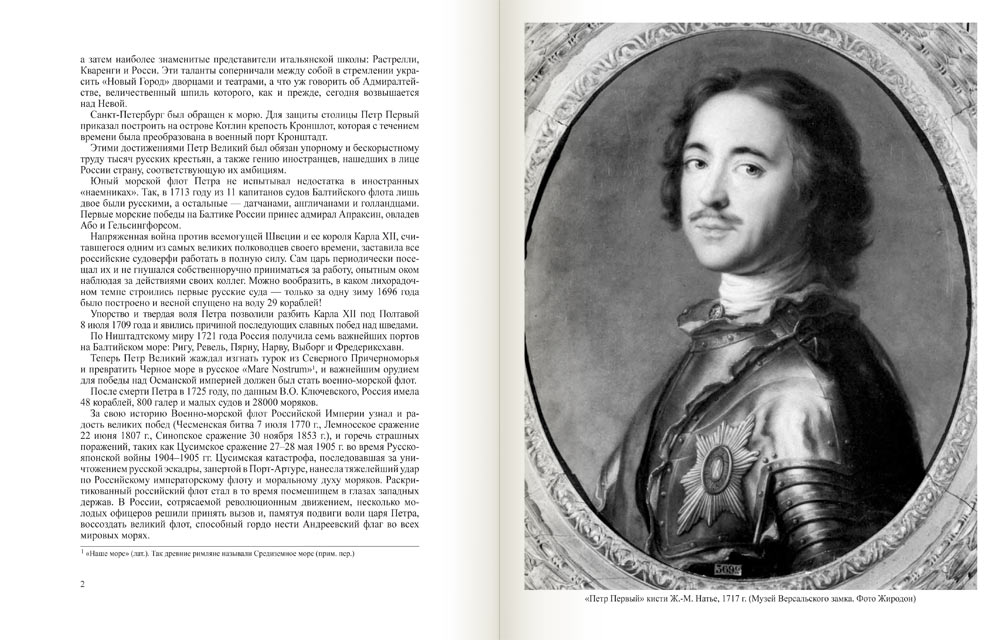 а затем наиболее знаменитые представители итальянской школы: Растрелли,
Кваренги и Росси. Эти таланты соперничали между собой в стремлении укра-
сить «Новый Город» дворцами и театрами, а что уж говорить об Адмиралтей-
стве, величественный шпиль которого, как и прежде, сегодня возвышается
над Невой.
Санкт-Петербург был обращен к морю. Для защиты столицы Петр Первый
приказал построить на острове Котлин крепость Кроншлот, которая с течением
времени была преобразована в военный порт Кронштадт.
Этими достижениями Петр Великий был обязан упорному и бескорыстному
труду тысяч русских крестьян, а также гению иностранцев, нашедших в лице
России страну, соответствующую их амбициям.
Юный морской флот Петра не испытывал недостатка в иностранных
«наемниках». Так, в 1713 году из 11 капитанов судов Балтийского флота лишь
двое были русскими, а остальные — датчанами, англичанами и голландцами.
Первые морские победы на Балтике России принес адмирал Апраксин, овладев
Або и Гельсингфорсом.
Напряженная война против всемогущей Швеции и ее короля Карла XII, счи-
тавшегося одним из самых великих полководцев своего времени, заставила все
российские судоверфи работать в полную силу. Сам царь периодически посе-
щал их и не гнушался собственноручно приниматься за работу, опытным оком
наблюдая за действиями своих коллег. Можно вообразить, в каком лихорадоч-
ном темпе строились первые русские суда — только за одну зиму 1696 года
было построено и весной спущено на воду 29 кораблей!
Упорство и твердая воля Петра позволили разбить Карла XII под Полтавой
8 июля 1709 года и явились причиной последующих славных побед над шведами.
По Ништадтскому миру 1721 года Россия получила семь важнейших портов
на Балтийском море: Ригу, Ревель, Пярну, Нарву, Выборг и Фредериксхавн.
Теперь Петр Великий жаждал изгнать турок из Северного Причерноморья
и превратить Черное море в русское «Mare Nostrum»¹, и важнейшим орудием
для победы над Османской империей должен был стать военно-морской флот.
После смерти Петра в 1725 году, по данным В.О. Ключевского, Россия имела
48 кораблей, 800 галер и малых судов и 28000 моряков.
За свою историю Военно-морской флот Российской Империи узнал и ра-
дость великих побед (Чесменская битва 7 июля 1770 г., Лемносское сражение
22 июня 1807 г., Синопское сражение 30 ноября 1853 г.), и горечь страшных
поражений, таких как Цусимское сражение 27–28 мая 1905 г. во время Русско-
японской войны 1904–1905 гг. Цусимская катастрофа, последовавшая за уни-
чтожением русской эскадры, запертой в Порт-Артуре, нанесла тяжелейший удар
по Российскому императорскому флоту и моральному духу моряков. Раскри-
тикованный российский флот стал в то время посмешищем в глазах западных
держав. В России, сотрясаемой революционным движением, несколько мо-
лодых офицеров решили принять вызов и, памятуя подвиги воли царя Петра,
воссоздать великий флот, способный гордо нести Андреевский флаг во всех
мировых морях.
¹ «Наше море» (лат.). Так древние римляне называли Средиземное море (прим. пер.)
2
«Петр Первый» кисти Ж.-М. Натье, 1717 г. (Музей Версальского замка. Фото Жиродон)